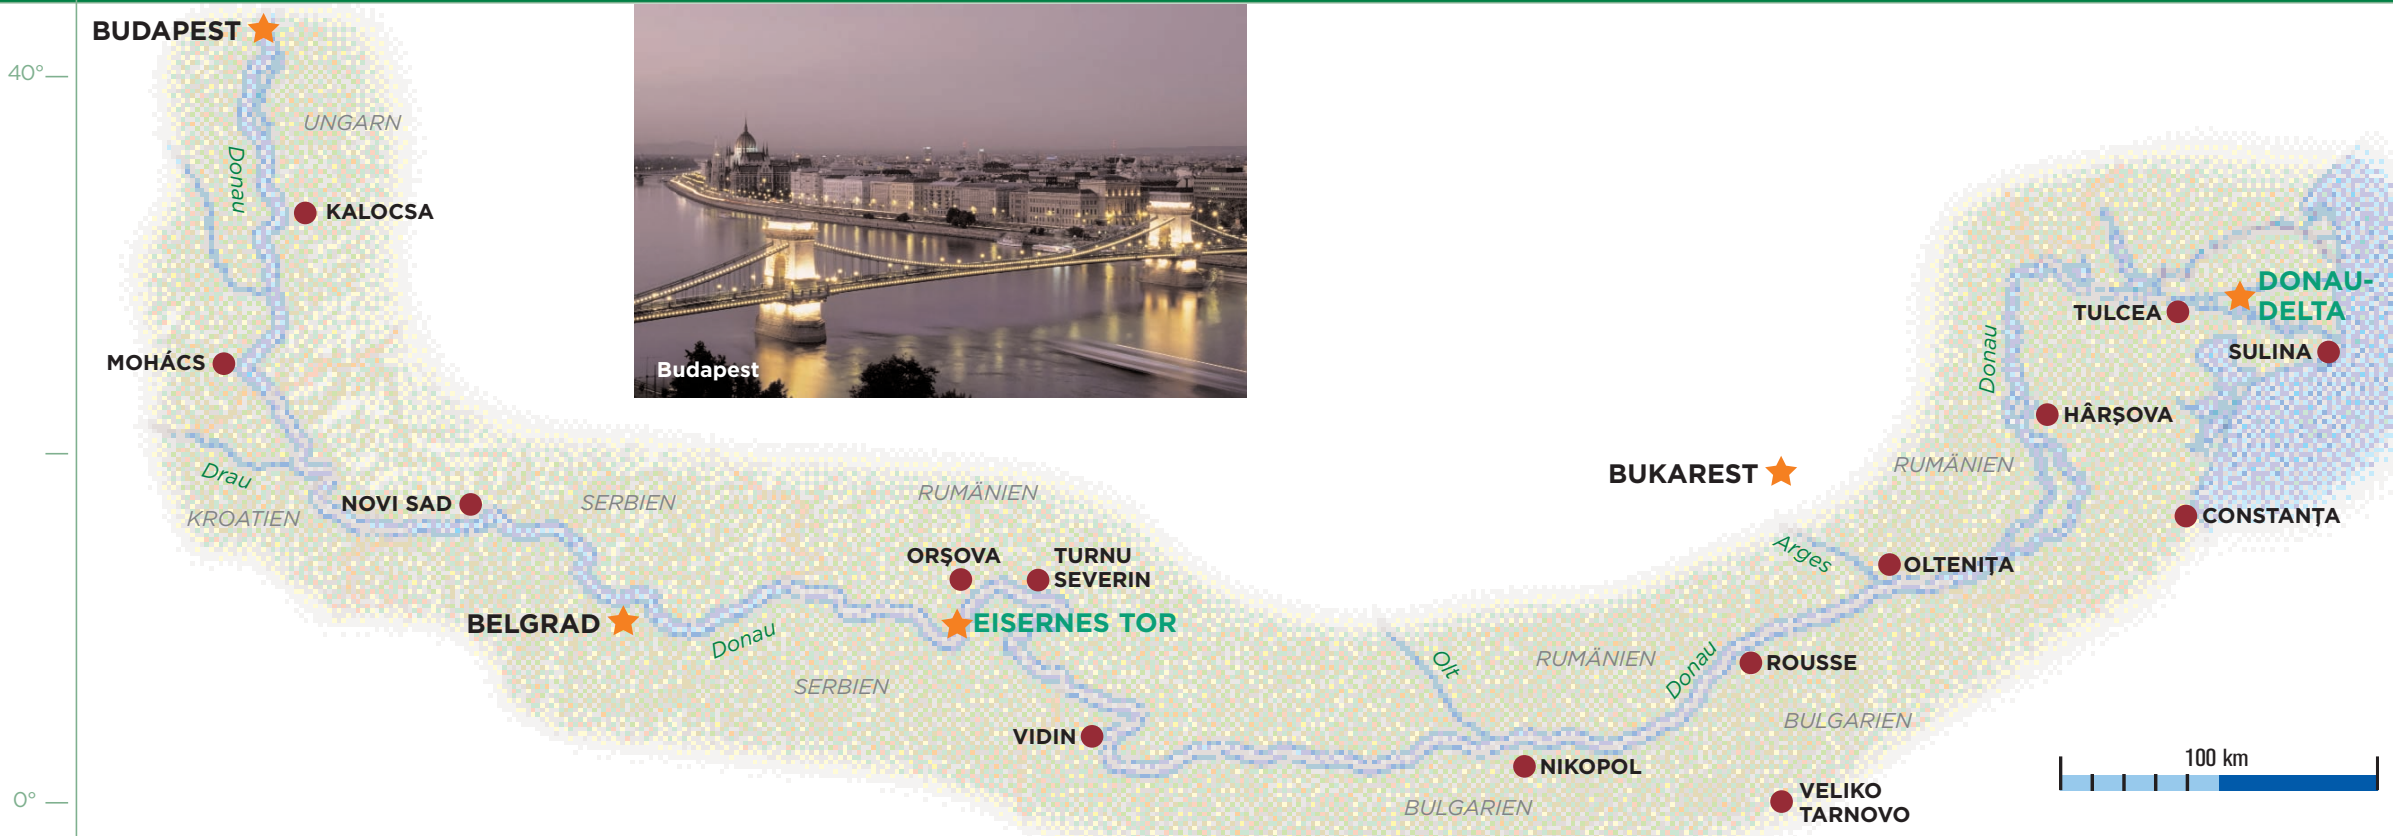 BUDAPEST
40°
UNGARN
Donau
KALOCSA
MOHÁCS
Drau
KROATIEN
NOVI SAD
SERBIEN
BELGRAD
Donau
Budapest
RUMÄNIEN
ORŞOVA
TURNU
SEVERIN
EISERNES TOR
SERBIEN
VIDIN
Olt
RUMÄNIEN
Donau
NIKOPOL
BULGARIEN
BUKAREST
Arges
OLTENIŢA
ROUSSE
BULGARIEN
VELIKO
TARNOVO
RUMÄNIEN
Donau
HÂRŞOVA
CONSTANŢA
TULCEA
DONAU-
DELTA
SULINA
100 km
0°